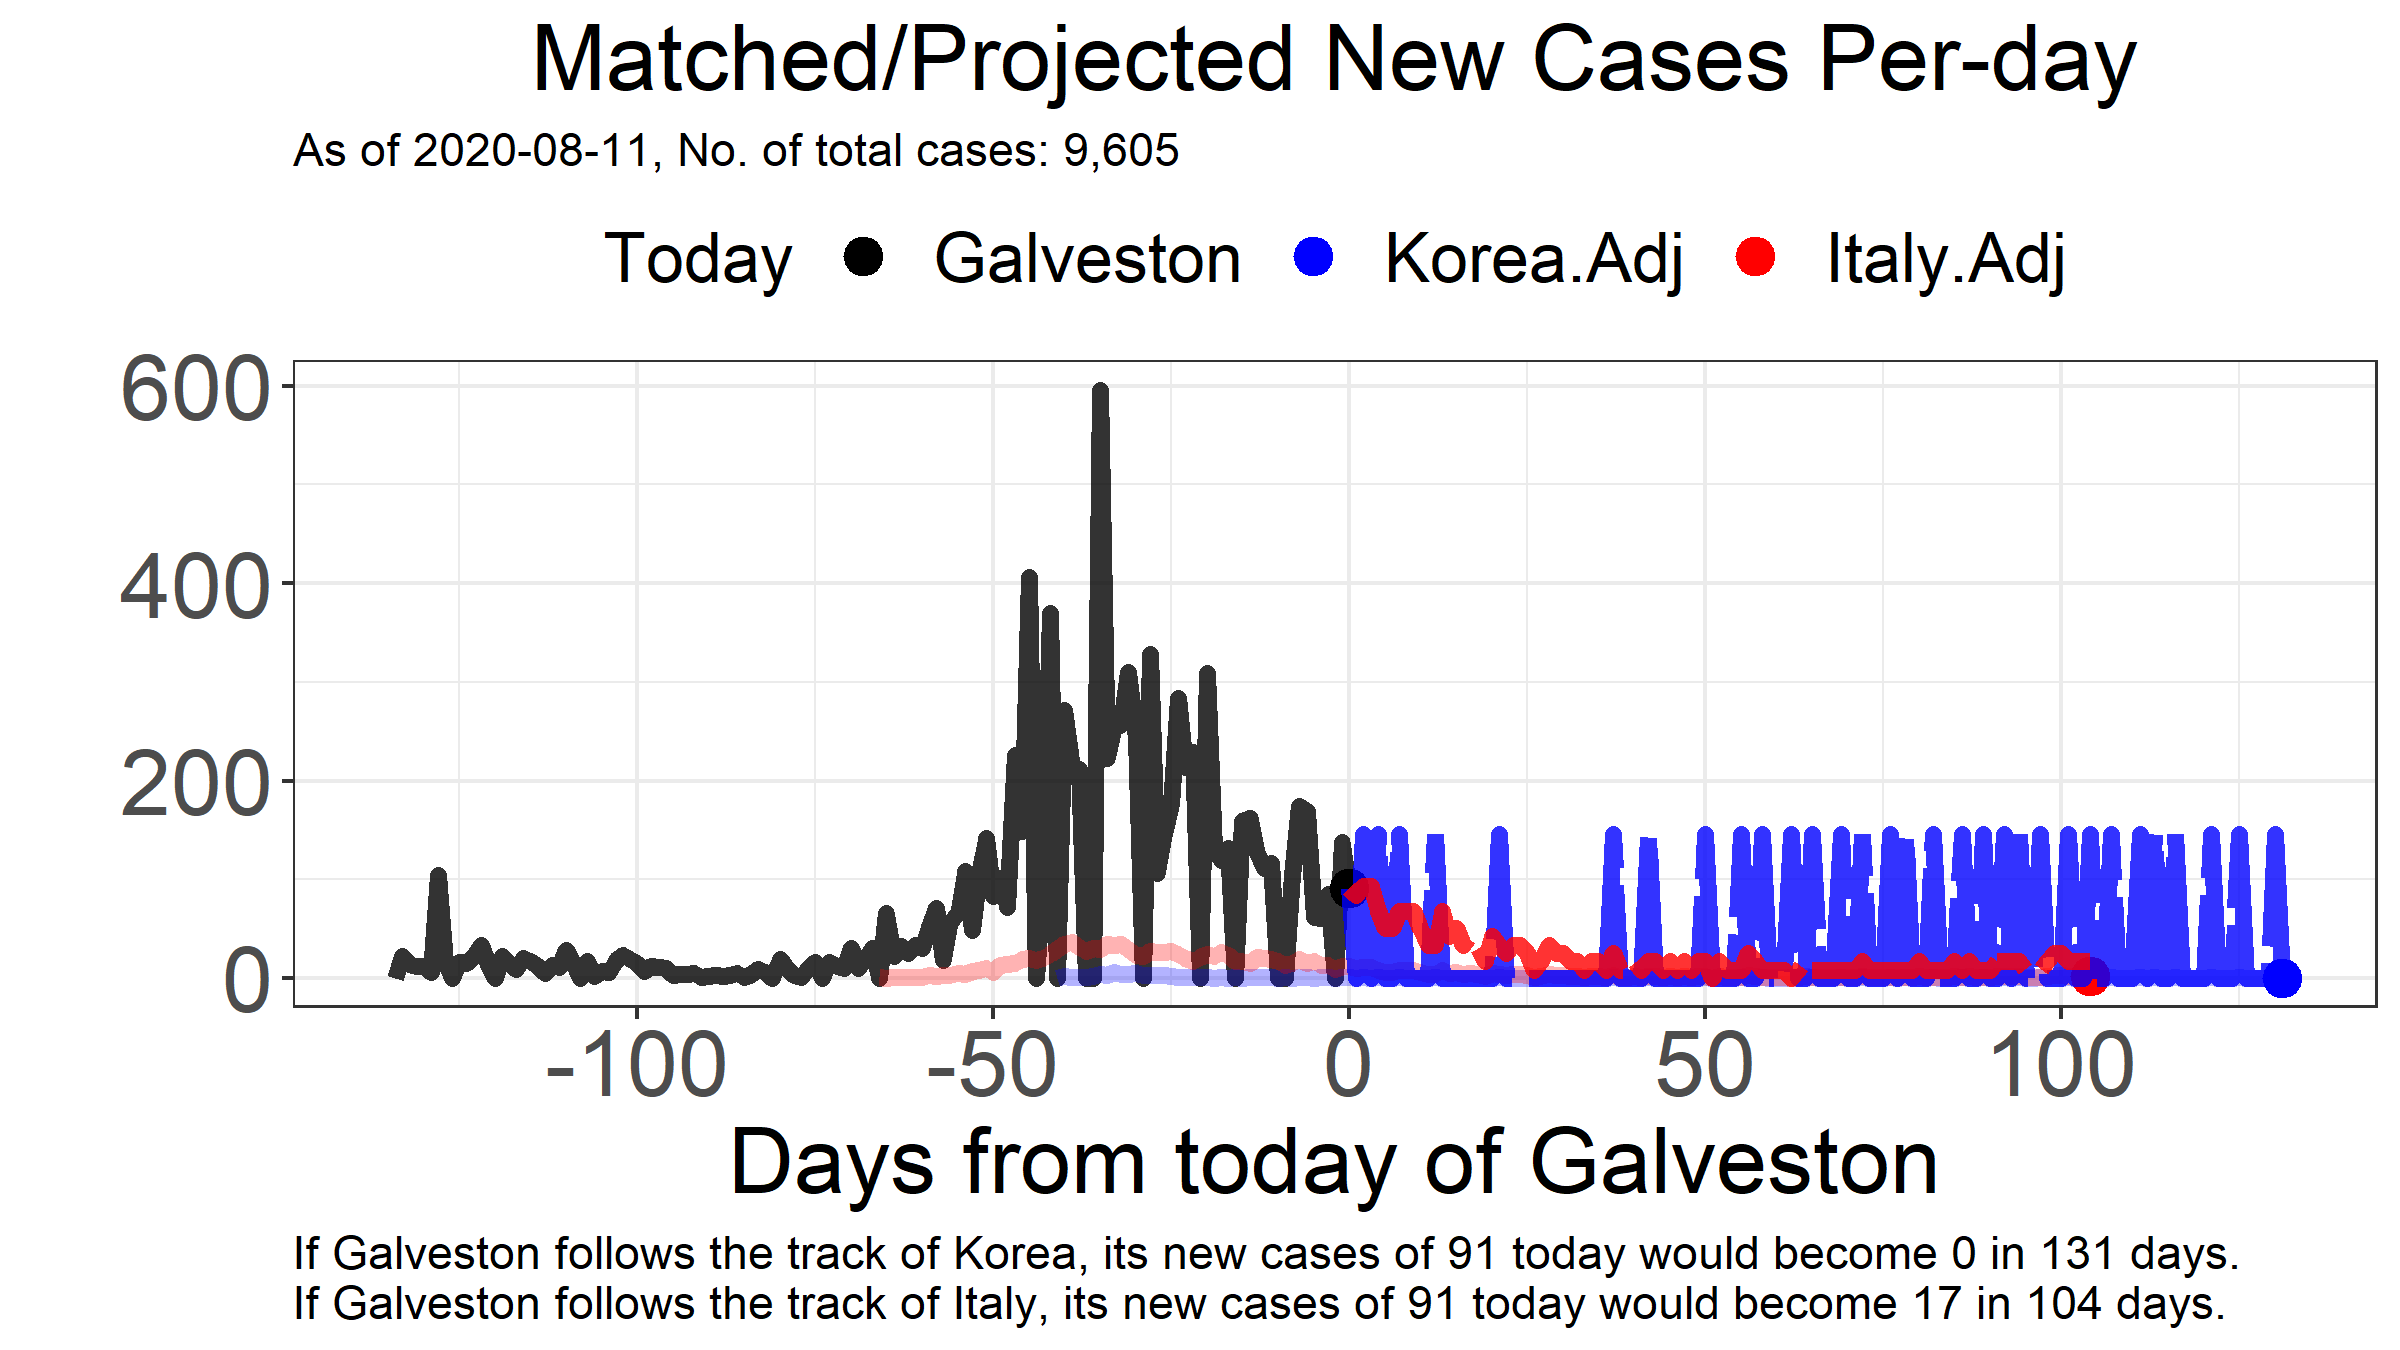 Matched/Projected New Cases Per-day
As of 2020-08-11, No. of total cases: 9,605
Today Galveston Korea.Adj Italy.Adj
600
400
200
0
-100 -50 0 50 100
Days from today of Galveston
If Galveston follows the track of Korea, its new cases of 91 today would become 0 in 131 days.
If Galveston follows the track of Italy, its new cases of 91 today would become 17 in 104 days.